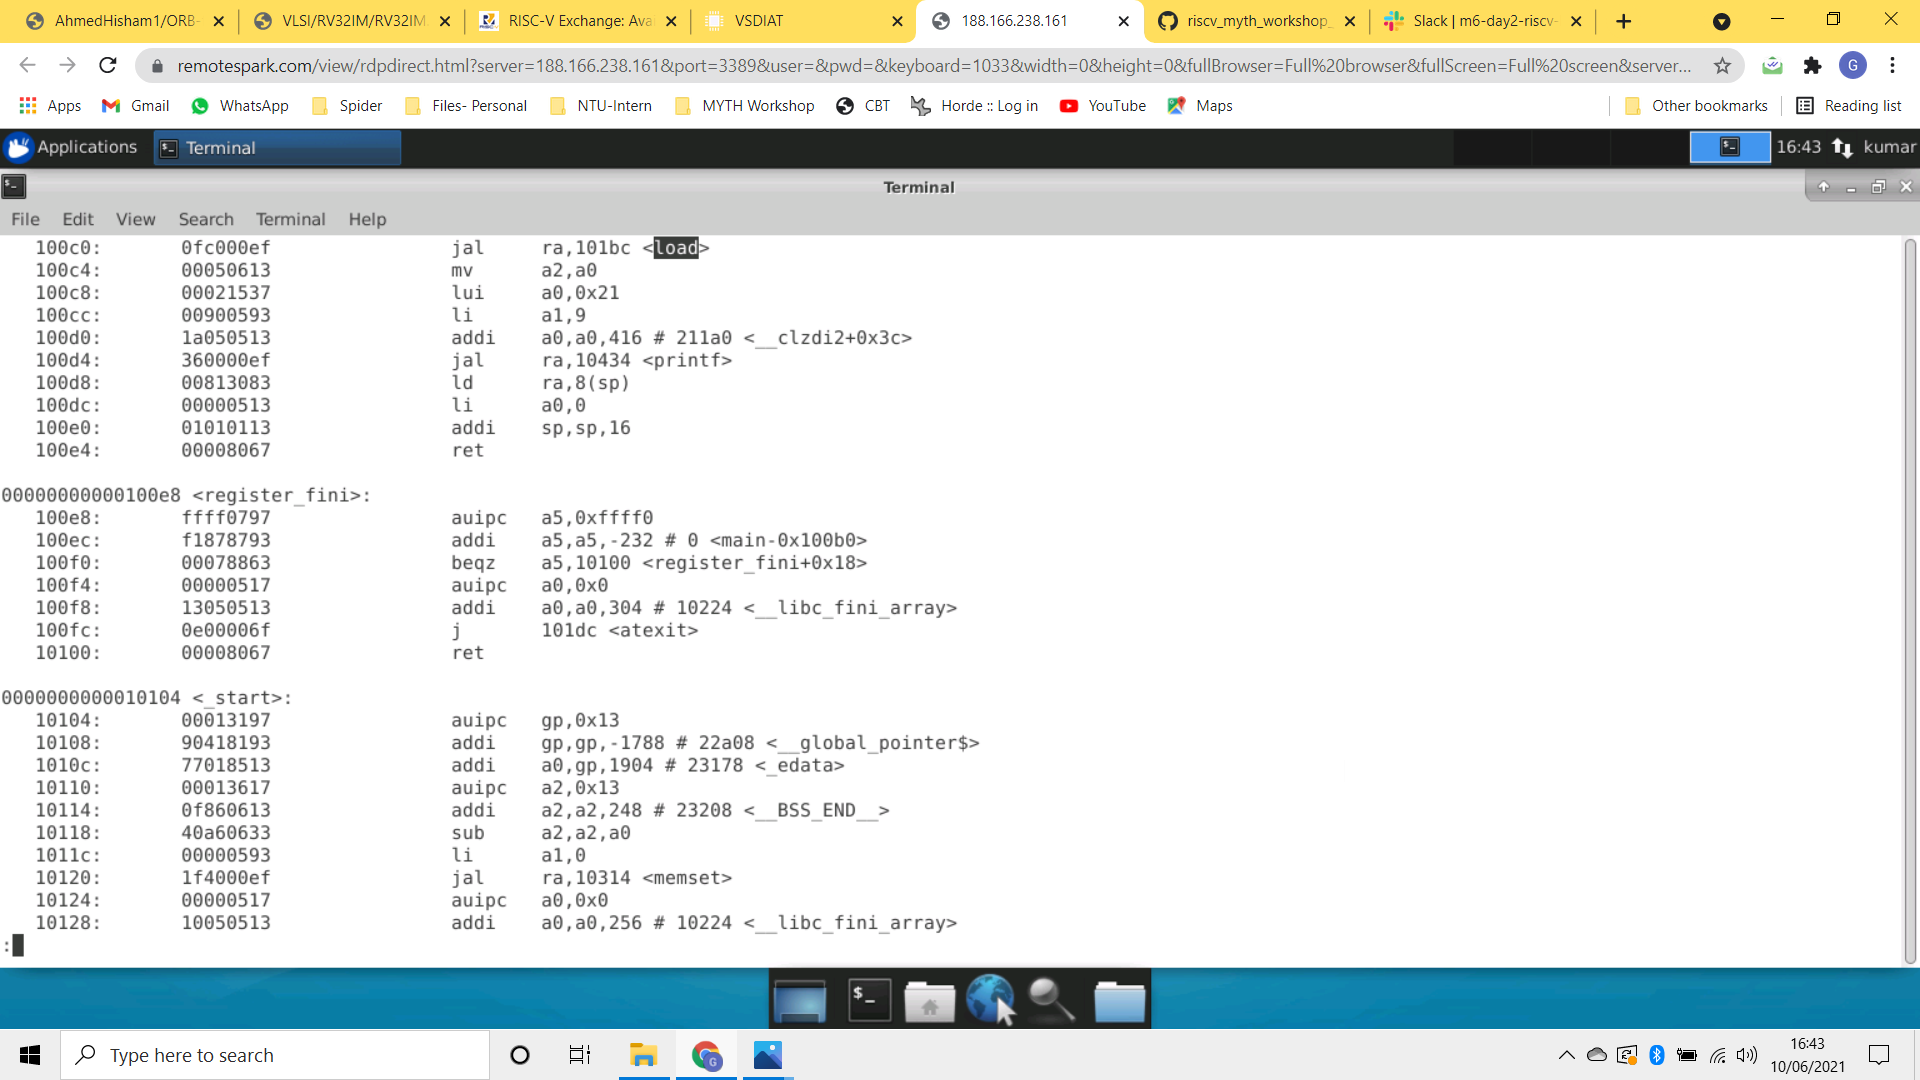 AhmedHisham1/ORB-
VLSI/RV32IM/RV32IM.
RISC-V Exchange: Ava
VSDIAT
188.166.238.161
riscv_myth_workshop_
Slack | m6-day2-riscv-
G
remotespark.com/view/rdpdirect.html?server=188.166.238.161&port=3389&user=&pwd=&keyboard=1033&width=0&height=0&fullBrowser=Full%20browser&fullScreen=Full%20screen&server...
Apps Gmail WhatsApp Spider Files- Personal NTU-Intern MYTH Workshop CBT Horde :: Log in YouTube Maps Other bookmarks Reading list
Applications Terminal 16:43 kumar
Terminal
File Edit View Search Terminal Help
100c0: 0fc000ef jal ra,101bc <load>
100c4: 00050613 mv a2,a0
100c8: 00021537 lui a0,0x21
100cc: 00900593 li a1,9
100d0: 1a050513 addi a0,a0,416 # 211a0 <__clzdi2+0x3c>
100d4: 360000ef jal ra,10434 <printf>
100d8: 00813083 ld ra,8(sp)
100dc: 00000513 li a0,0
100e0: 01010113 addi sp,sp,16
100e4: 00008067 ret
00000000000100e8 <register_fini>:
100e8: ffff0797 auipc a5,0xffff0
100ec: f1878793 addi a5,a5,-232 # 0 <main-0x100b0>
100f0: 00078863 beqz a5,10100 <register_fini+0x18>
100f4: 00000517 auipc a0,0x0
100f8: 13050513 addi a0,a0,304 # 10224 <__libc_fini_array>
100fc: 0e00006f j 101dc <atexit>
10100: 00008067 ret
0000000000010104 <_start>:
10104: 00013197 auipc gp,0x13
10108: 90418193 addi gp,gp,-1788 # 22a08 <__global_pointer$>
1010c: 77018513 addi a0,gp,1904 # 23178 <_edata>
10110: 00013617 auipc a2,0x13
10114: 0f860613 addi a2,a2,248 # 23208 <__BSS_END__>
10118: 40a60633 sub a2,a2,a0
1011c: 00000593 li a1,0
10120: 1f4000ef jal ra,10314 <memset>
10124: 00000517 auipc a0,0x0
10128: 10050513 addi a0,a0,256 # 10224 <__libc_fini_array>
:
Type here to search
16:43
10/06/2021